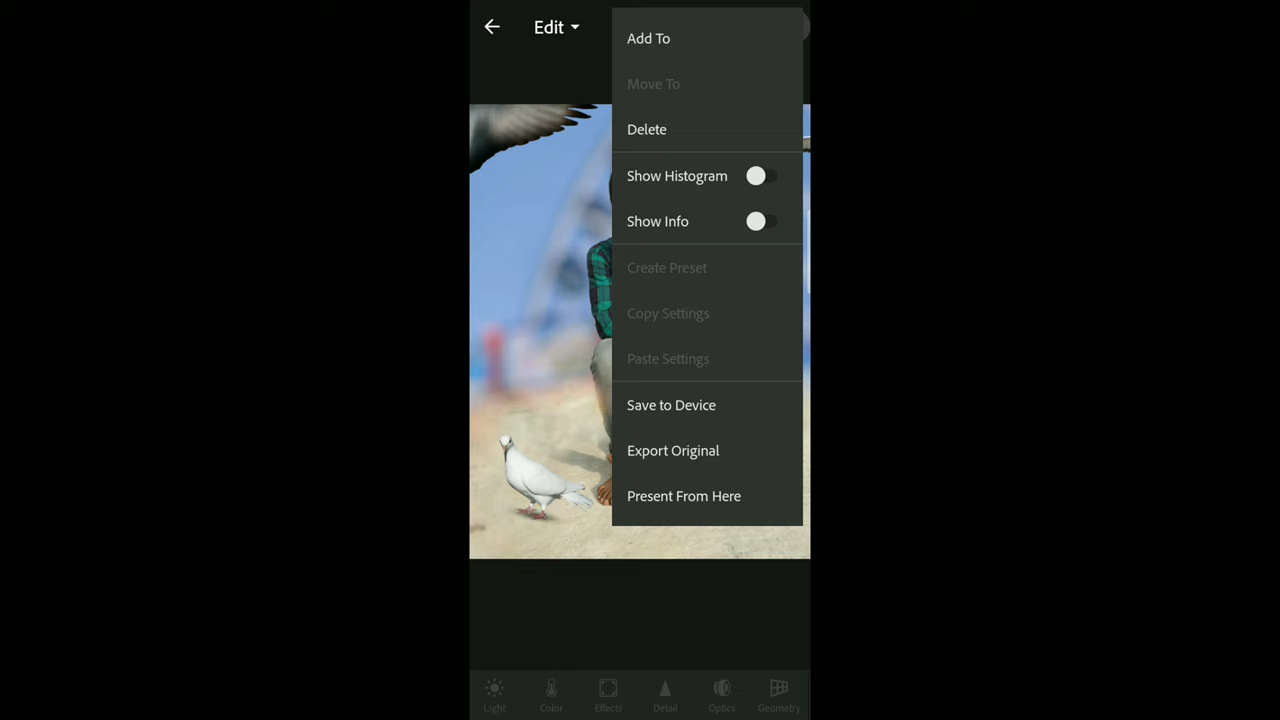 Edit
Add To
Move To
Delete
Show Histogram
Show Info
Create Preset
Copy Settings
Paste Settings
Save to Device
Export Original
Present From Here
Light Color Effects Detail Optics Geometry